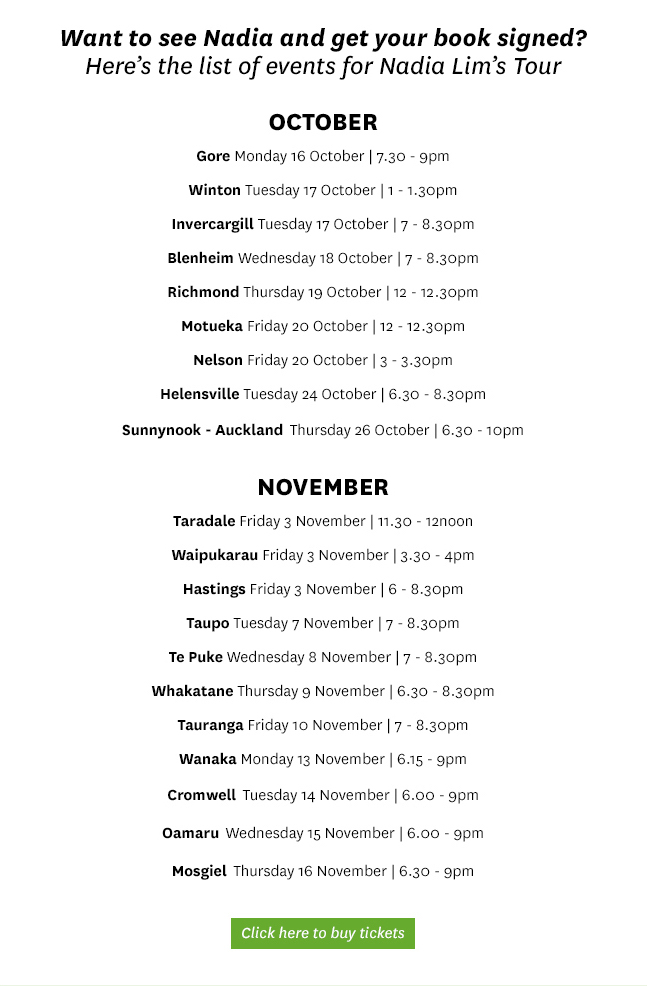 Want to see Nadia and get your book signed?
Here's the list of events for Nadia Lim's Tour
OCTOBER
Gore Monday 16 October | 7.30 - 9pm
Winton Tuesday 17 October | 1 - 1.30pm
Invercargill Tuesday 17 October | 7 - 8.30pm
Blenheim Wednesday 18 October | 7 - 8.30pm
Richmond Thursday 19 October | 12 - 12.30pm
Motueka Friday 20 October | 12 - 12.30pm
Nelson Friday 20 October | 3 - 3.30pm
Helensville Tuesday 24 October | 6.30 - 8.30pm
Sunnynook - Auckland Thursday 26 October | 6.30 - 10pm
NOVEMBER
Taradale Friday 3 November | 11.30 - 12noon
Waipukarau Friday 3 November | 3.30 - 4pm
Hastings Friday 3 November | 6 - 8.30pm
Taupo Tuesday 7 November | 7 - 8.30pm
Te Puke Wednesday 8 November | 7 - 8.30pm
Whakatane Thursday 9 November | 6.30 - 8.30pm
Tauranga Friday 10 November | 7 - 8.30pm
Wanaka Monday 13 November | 6.15 - 9pm
Cromwell Tuesday 14 November | 6.00 - 9pm
Oamaru Wednesday 15 November | 6.00 - 9pm
Mosgiel Thursday 16 November | 6.30 - 9pm
Click here to buy tickets